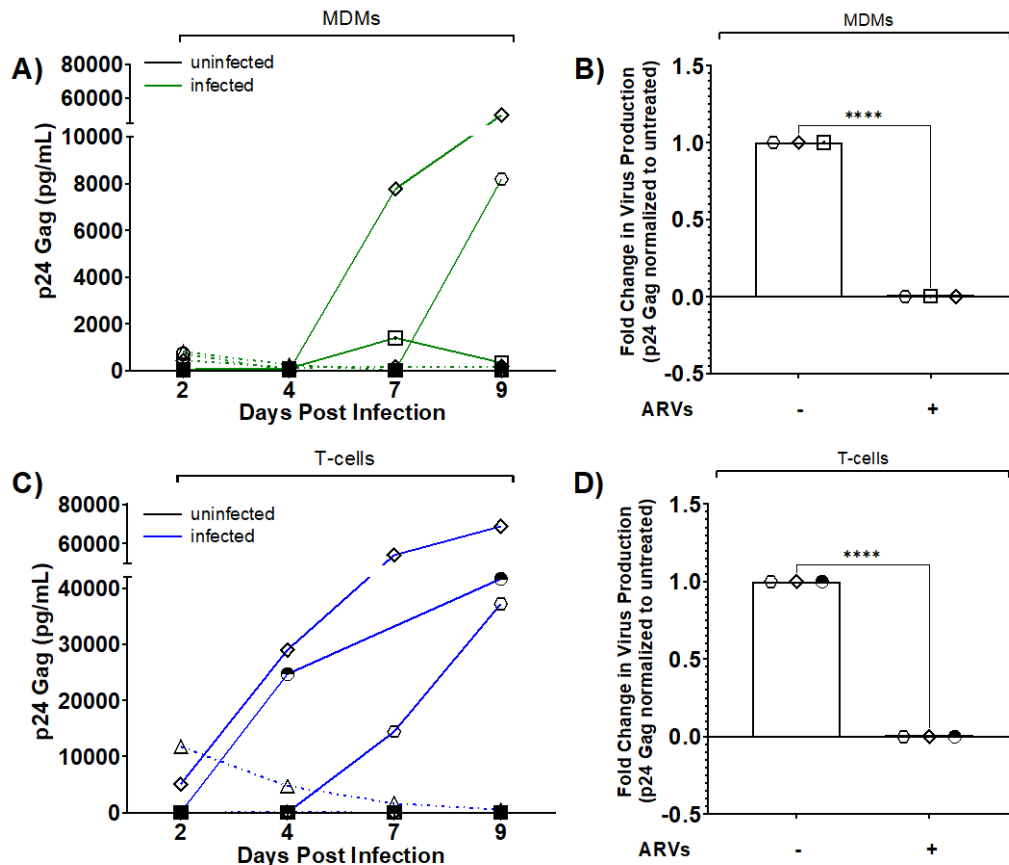 MDMs
A)
uninfected
infected
80000
60000
10000
8000
6000
4000
2000
0
p24 Gag (pg/mL)
2 4 7 9
Days Post Infection
MDMs
B)
1.5
1.0
0.5
0.0
-0.5
Fold Change in Virus Production
(p24 Gag normalized to untreated)
****
ARVs - +
T-cells
C)
uninfected
infected
80000
60000
40000
30000
20000
10000
0
p24 Gag (pg/mL)
2 4 7 9
Days Post Infection
T-cells
D)
1.5
1.0
0.5
0.0
-0.5
Fold Change in Virus Production
(p24 Gag normalized to untreated)
****
ARVs - +